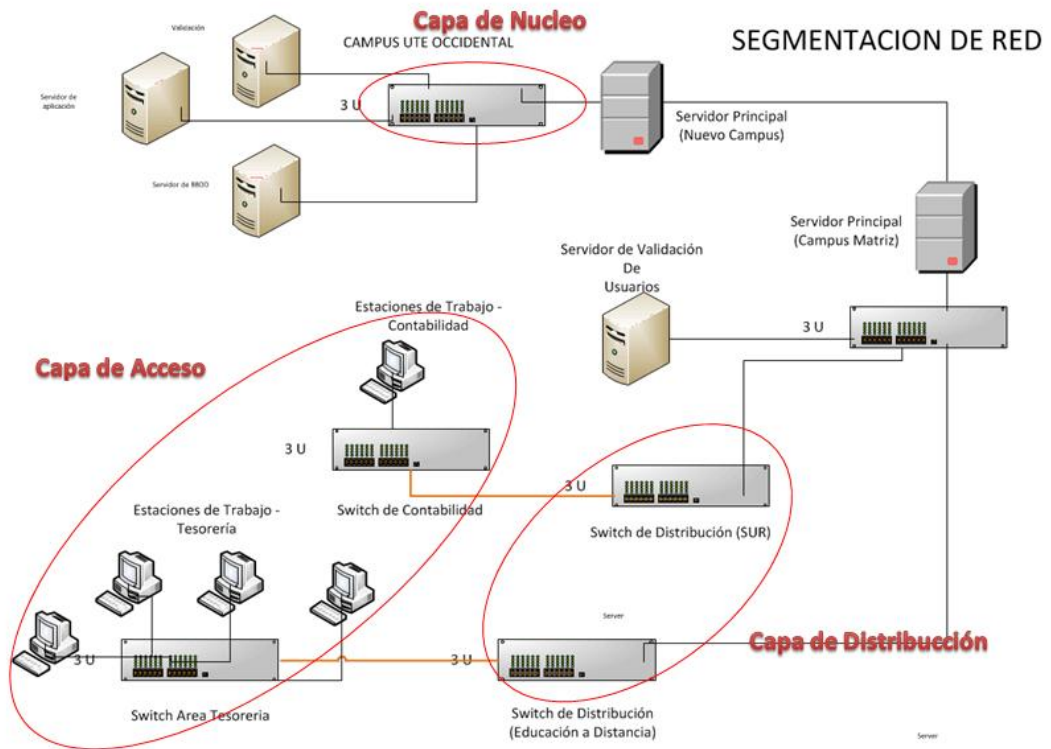 Capa de Nucleo
SEGMENTACION DE RED
Validación
CAMPUS UTE OCCIDENTAL
Servidor de
aplicación
3 U
Servidor Principal
(Nuevo Campus)
Servidor de BBDD
Servidor Principal
(Campus Matriz)
Servidor de Validación
De
Usuarios
3 U
Estaciones de Trabajo -
Contabilidad
Capa de Acceso
3 U
Switch de Contabilidad
3 U
Switch de Distribución (SUR)
Estaciones de Trabajo -
Tesorería
Server
Capa de Distribucción
3 U
3 U
Switch Area Tesoreria
Switch de Distribución
(Educación a Distancia)
Server